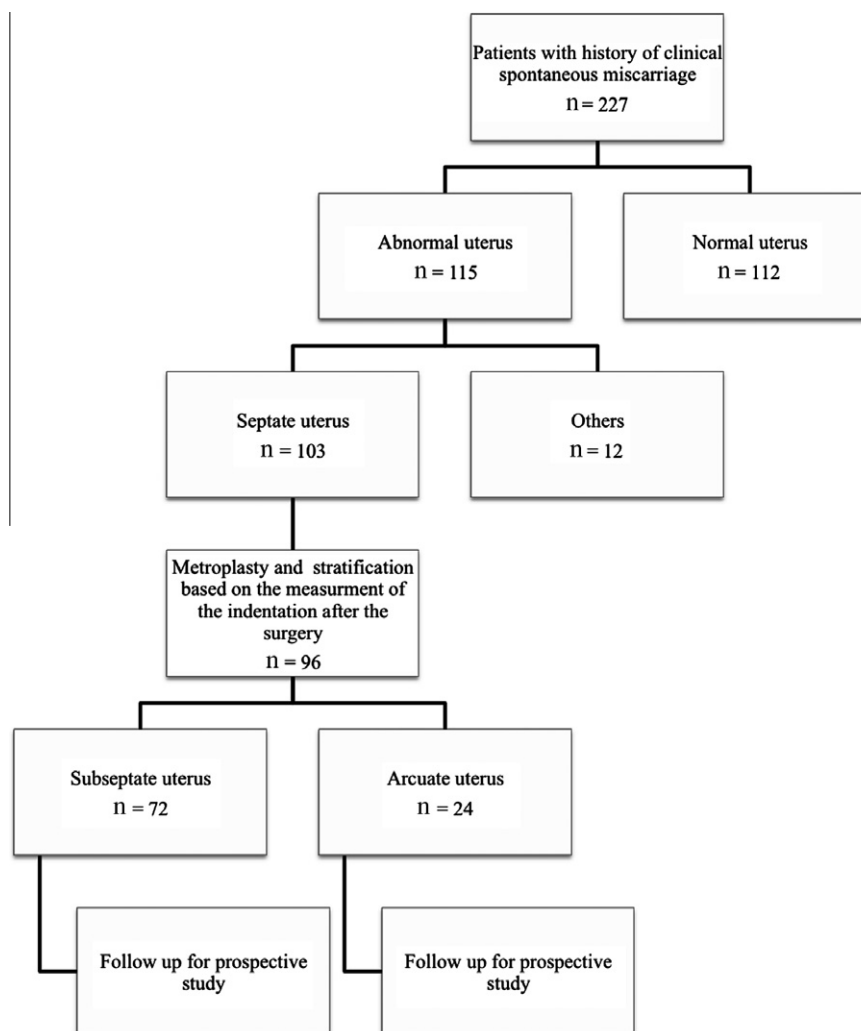 Patients with history of clinical
spontaneous miscarriage
n = 227
Abnormal uterus
n = 115
Normal uterus
n = 112
Septate uterus
n = 103
Others
n = 12
Metroplasty and stratification
based on the measurment of
the indentation after the
surgery
n = 96
Subseptate uterus
n = 72
Arcuate uterus
n = 24
Follow up for prospective
study
Follow up for prospective
study